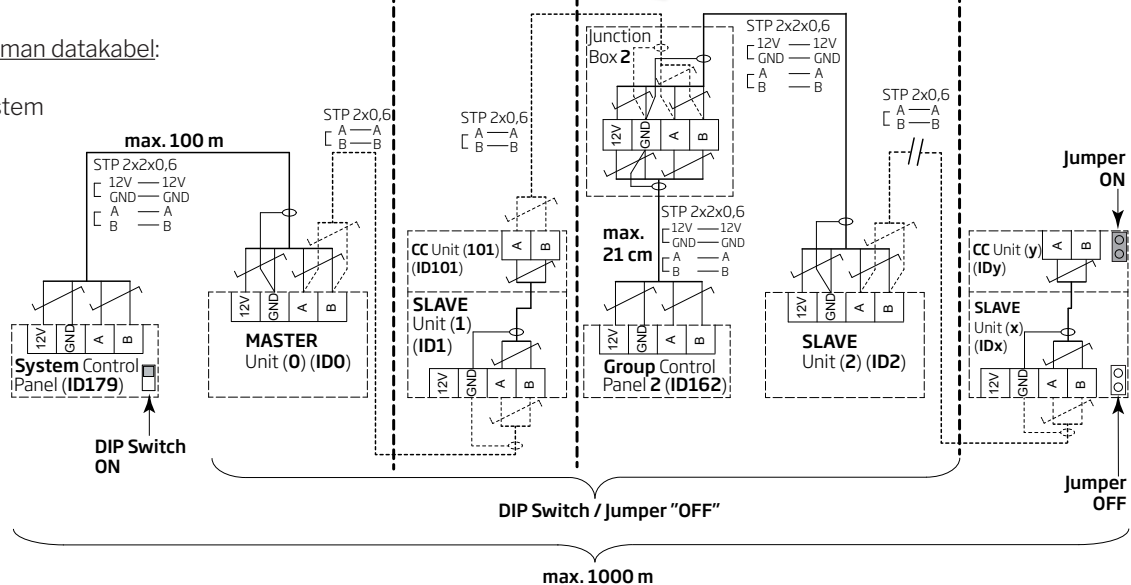 man datakabel:
stem
max. 100 m
STP 2x2x0,6
12V — 12V
GND — GND
A — A
B — B
12V
GND
A
B
System Control
Panel (ID179)
DIP Switch
ON
STP 2x0,6
A — A
B — B
12V
GND
A
B
MASTER
Unit (0) (ID0)
STP 2x0,6
A — A
B — B
CC Unit (101)
(ID101)
A
B
SLAVE
Unit (1)
(ID1)
12V
GND
A
B
Junction
Box 2
12V
GND
A
B
max.
21 cm
STP 2x2x0,6
12V — 12V
GND — GND
A — A
B — B
12V
GND
A
B
Group Control
Panel 2 (ID162)
STP 2x2x0,6
12V — 12V
GND — GND
A — A
B — B
12V
GND
A
B
SLAVE
Unit (2) (ID2)
STP 2x0,6
A — A
B — B
Jumper
ON
CC Unit (y)
(IDy)
A
B
SLAVE
Unit (x)
(IDx)
12V
GND
A
B
Jumper
OFF
DIP Switch / Jumper "OFF"
max. 1000 m